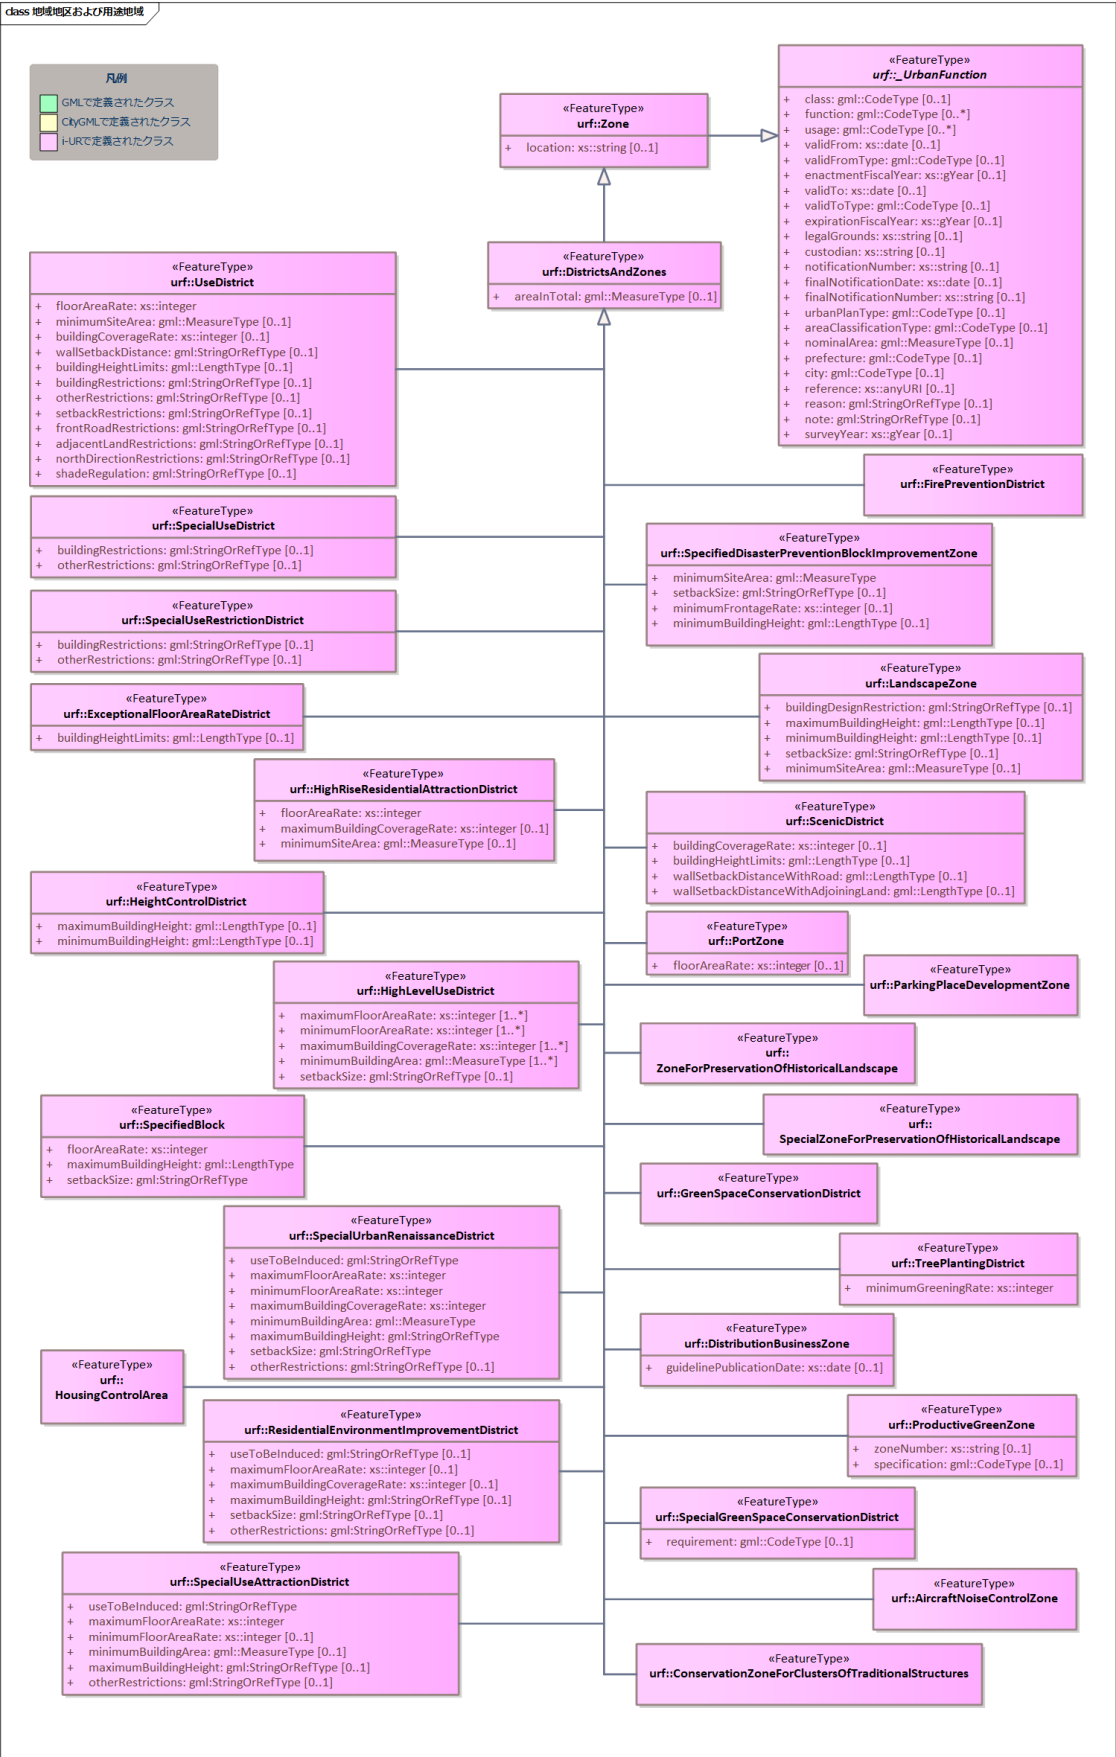 class 地域地区および用途地域
凡例
GMLで定義されたクラス
CityGMLで定義されたクラス
i-URで定義されたクラス
«FeatureType»
urf::_UrbanFunction
+ class: gml::CodeType [0..1]
+ function: gml::CodeType [0..*]
+ usage: gml::CodeType [0..*]
+ validFrom: xs::date [0..1]
+ validFromType: gml::CodeType [0..1]
+ enactmentFiscalYear: xs::gYear [0..1]
+ validTo: xs::date [0..1]
+ validToType: gml::CodeType [0..1]
+ expirationFiscalYear: xs::gYear [0..1]
+ legalGrounds: xs::string [0..1]
+ custodian: xs::string [0..1]
+ notificationNumber: xs::string [0..1]
+ finalNotificationDate: xs::date [0..1]
+ finalNotificationNumber: xs::string [0..1]
+ urbanPlanType: gml::CodeType [0..1]
+ areaClassificationType: gml::CodeType [0..1]
+ nominalArea: gml::MeasureType [0..1]
+ prefecture: gml::CodeType [0..1]
+ city: gml::CodeType [0..1]
+ reference: xs::anyURI [0..1]
+ reason: gml:StringOrRefType [0..1]
+ note: gml:StringOrRefType [0..1]
+ surveyYear: xs::gYear [0..1]
«FeatureType»
urf::Zone
+ location: xs::string [0..1]
«FeatureType»
urf::DistrictsAndZones
+ areaInTotal: gml::MeasureType [0..1]
«FeatureType»
urf::UseDistrict
+ floorAreaRate: xs::integer
+ minimumSiteArea: gml::MeasureType [0..1]
+ buildingCoverageRate: xs::integer [0..1]
+ wallSetbackDistance: gml:StringOrRefType [0..1]
+ buildingHeightLimits: gml::LengthType [0..1]
+ buildingRestrictions: gml:StringOrRefType [0..1]
+ otherRestrictions: gml:StringOrRefType [0..1]
+ setbackRestrictions: gml:StringOrRefType [0..1]
+ frontRoadRestrictions: gml:StringOrRefType [0..1]
+ adjacentLandRestrictions: gml:StringOrRefType [0..1]
+ northDirectionRestrictions: gml:StringOrRefType [0..1]
+ shadeRegulation: gml:StringOrRefType [0..1]
«FeatureType»
urf::FirePreventionDistrict
«FeatureType»
urf::SpecialUseDistrict
+ buildingRestrictions: gml:StringOrRefType [0..1]
+ otherRestrictions: gml:StringOrRefType [0..1]
«FeatureType»
urf::SpecifiedDisasterPreventionBlockImprovementZone
+ minimumSiteArea: gml::MeasureType
+ setbackSize: gml:StringOrRefType [0..1]
+ minimumFrontageRate: xs::integer [0..1]
+ minimumBuildingHeight: gml::LengthType [0..1]
«FeatureType»
urf::SpecialUseRestrictionDistrict
+ buildingRestrictions: gml:StringOrRefType [0..1]
+ otherRestrictions: gml:StringOrRefType [0..1]
«FeatureType»
urf::LandscapeZone
+ buildingDesignRestriction: gml:StringOrRefType [0..1]
+ maximumBuildingHeight: gml::LengthType [0..1]
+ minimumBuildingHeight: gml::LengthType [0..1]
+ setbackSize: gml:StringOrRefType [0..1]
+ minimumSiteArea: gml::MeasureType [0..1]
«FeatureType»
urf::ExceptionalFloorAreaRateDistrict
+ buildingHeightLimits: gml::LengthType [0..1]
«FeatureType»
urf::HighRiseResidentialAttractionDistrict
+ floorAreaRate: xs::integer
+ maximumBuildingCoverageRate: xs::integer [0..1]
+ minimumSiteArea: gml::MeasureType [0..1]
«FeatureType»
urf::ScenicDistrict
+ buildingCoverageRate: xs::integer [0..1]
+ buildingHeightLimits: gml::LengthType [0..1]
+ wallSetbackDistanceWithRoad: gml::LengthType [0..1]
+ wallSetbackDistanceWithAdjoiningLand: gml::LengthType [0..1]
«FeatureType»
urf::HeightControlDistrict
+ maximumBuildingHeight: gml::LengthType [0..1]
+ minimumBuildingHeight: gml::LengthType [0..1]
«FeatureType»
urf::PortZone
+ floorAreaRate: xs::integer [0..1]
«FeatureType»
urf::ParkingPlaceDevelopmentZone
«FeatureType»
urf::HighLevelUseDistrict
+ maximumFloorAreaRate: xs::integer [1..*]
+ minimumFloorAreaRate: xs::integer [1..*]
+ maximumBuildingCoverageRate: xs::integer [1..*]
+ minimumBuildingArea: gml::MeasureType [1..*]
+ setbackSize: gml:StringOrRefType [0..1]
«FeatureType»
urf::
ZoneForPreservationOfHistoricalLandscape
«FeatureType»
urf::SpecifiedBlock
+ floorAreaRate: xs::integer
+ maximumBuildingHeight: gml::LengthType
+ setbackSize: gml:StringOrRefType
«FeatureType»
urf::
SpecialZoneForPreservationOfHistoricalLandscape
«FeatureType»
urf::GreenSpaceConservationDistrict
«FeatureType»
urf::SpecialUrbanRenaissanceDistrict
+ useToBeInduced: gml:StringOrRefType
+ maximumFloorAreaRate: xs::integer
+ minimumFloorAreaRate: xs::integer
+ maximumBuildingCoverageRate: xs::integer
+ minimumBuildingArea: gml::MeasureType
+ maximumBuildingHeight: gml:StringOrRefType
+ setbackSize: gml:StringOrRefType
+ otherRestrictions: gml:StringOrRefType [0..1]
«FeatureType»
urf::TreePlantingDistrict
+ minimumGreeningRate: xs::integer
«FeatureType»
urf::DistributionBusinessZone
+ guidelinePublicationDate: xs::date [0..1]
«FeatureType»
urf::
HousingControlArea
«FeatureType»
urf::ProductiveGreenZone
+ zoneNumber: xs::string [0..1]
+ specification: gml::CodeType [0..1]
«FeatureType»
urf::ResidentialEnvironmentImprovementDistrict
+ useToBeInduced: gml:StringOrRefType [0..1]
+ maximumFloorAreaRate: xs::integer [0..1]
+ maximumBuildingCoverageRate: xs::integer [0..1]
+ maximumBuildingHeight: gml:StringOrRefType [0..1]
+ setbackSize: gml:StringOrRefType [0..1]
+ otherRestrictions: gml:StringOrRefType [0..1]
«FeatureType»
urf::SpecialGreenSpaceConservationDistrict
+ requirement: gml::CodeType [0..1]
«FeatureType»
urf::SpecialUseAttractionDistrict
+ useToBeInduced: gml:StringOrRefType
+ maximumFloorAreaRate: xs::integer
+ minimumFloorAreaRate: xs::integer [0..1]
+ minimumBuildingArea: gml::MeasureType [0..1]
+ maximumBuildingHeight: gml:StringOrRefType [0..1]
+ otherRestrictions: gml:StringOrRefType [0..1]
«FeatureType»
urf::AircraftNoiseControlZone
«FeatureType»
urf::ConservationZoneForClustersOfTraditionalStructures